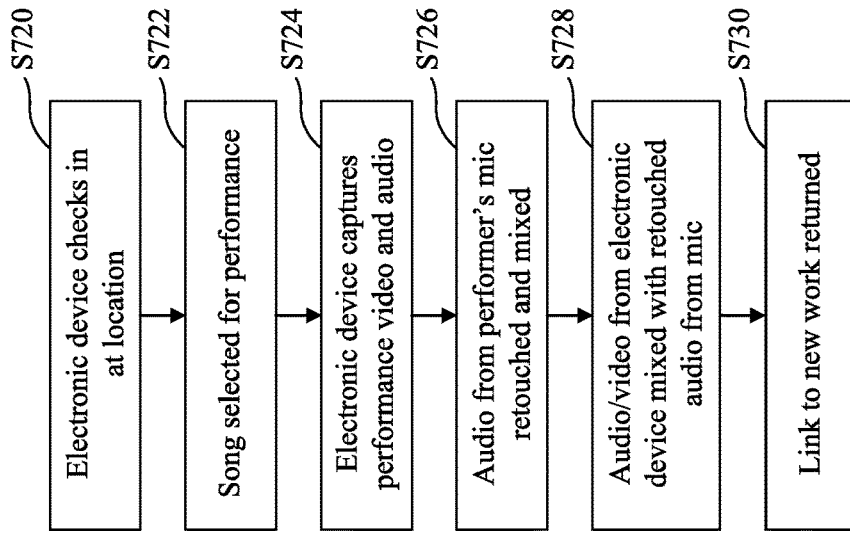 S720
Electronic device checks in
at location
S722
Song selected for performance
S724
Electronic device captures
performance video and audio
S726
Audio from performer's mic
retouched and mixed
S728
Audio/video from electronic
device mixed with retouched
audio from mic
S730
Link to new work returned